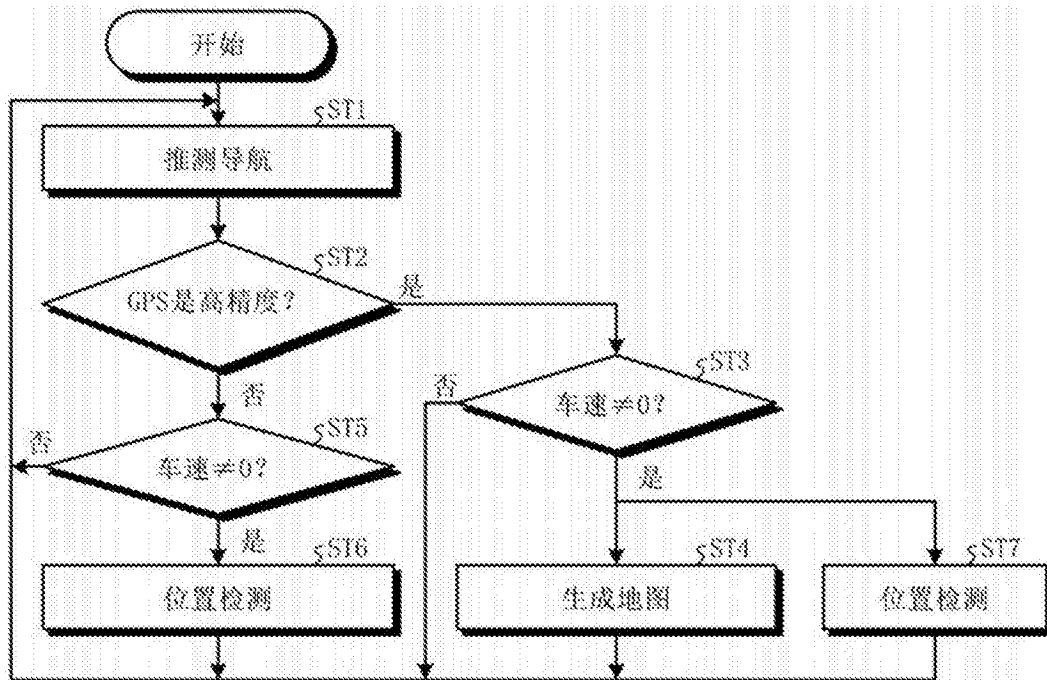 开始
ST1
推测导航
ST2
GPS是高精度?
是
ST3
否
车速≠0?
否
ST5
否
车速≠0?
是
是
ST6
位置检测
ST4
生成地图
ST7
位置检测